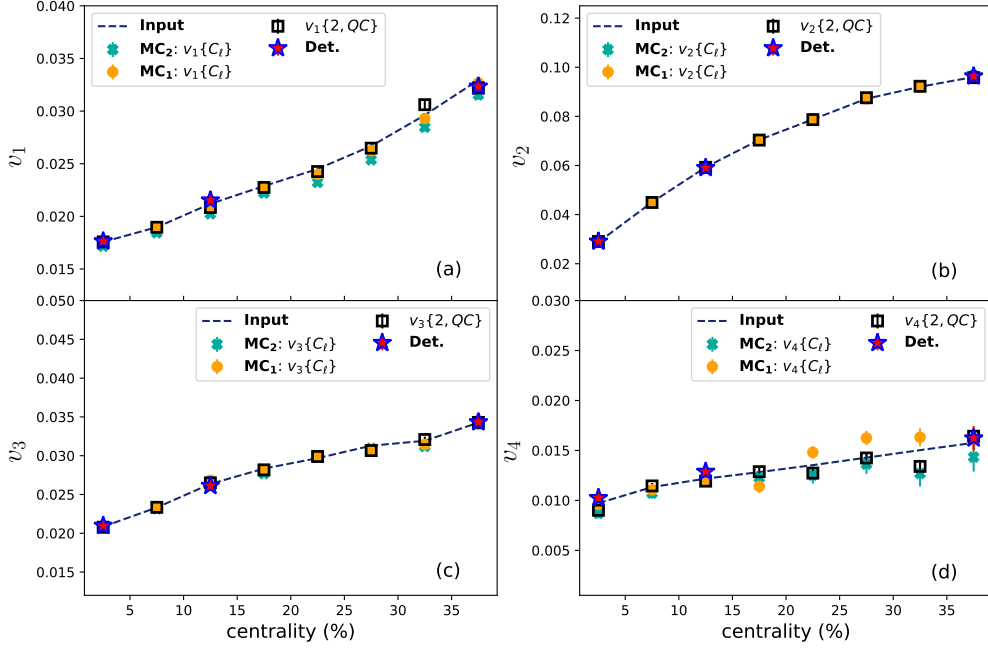 0.040
0.035
0.030
0.025
0.020
0.015
v₁
Input
MC₂: v₁{Cℓ}
MC₁: v₁{Cℓ}
v₁{2, QC}
Det.
(a)
0.12
0.10
0.08
0.06
0.04
0.02
v₂
Input
MC₂: v₂{Cℓ}
MC₁: v₂{Cℓ}
v₂{2, QC}
Det.
(b)
0.050
0.045
0.040
0.035
0.030
0.025
0.020
0.015
v₃
Input
MC₂: v₃{Cℓ}
MC₁: v₃{Cℓ}
v₃{2, QC}
Det.
(c)
5 10 15 20 25 30 35
centrality (%)
0.030
0.025
0.020
0.015
0.010
0.005
v₄
Input
MC₂: v₄{Cℓ}
MC₁: v₄{Cℓ}
v₄{2, QC}
Det.
(d)
5 10 15 20 25 30 35
centrality (%)